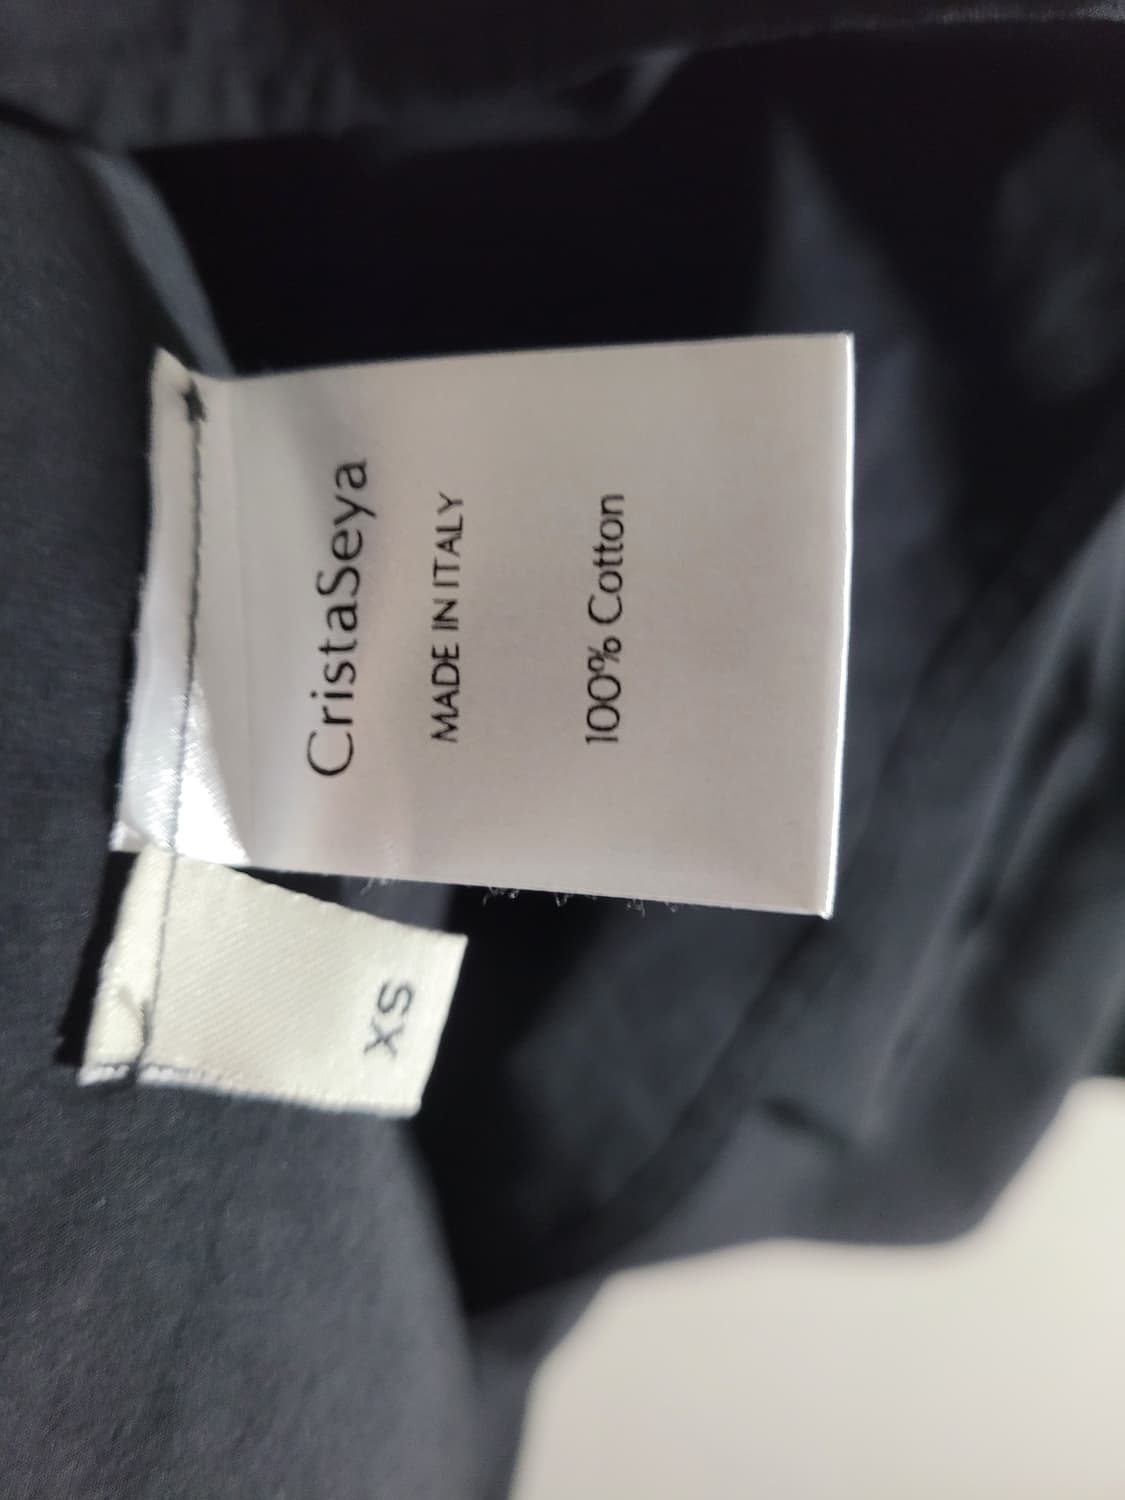 CristaSeya
MADE IN ITALY
100% Cotton
XS